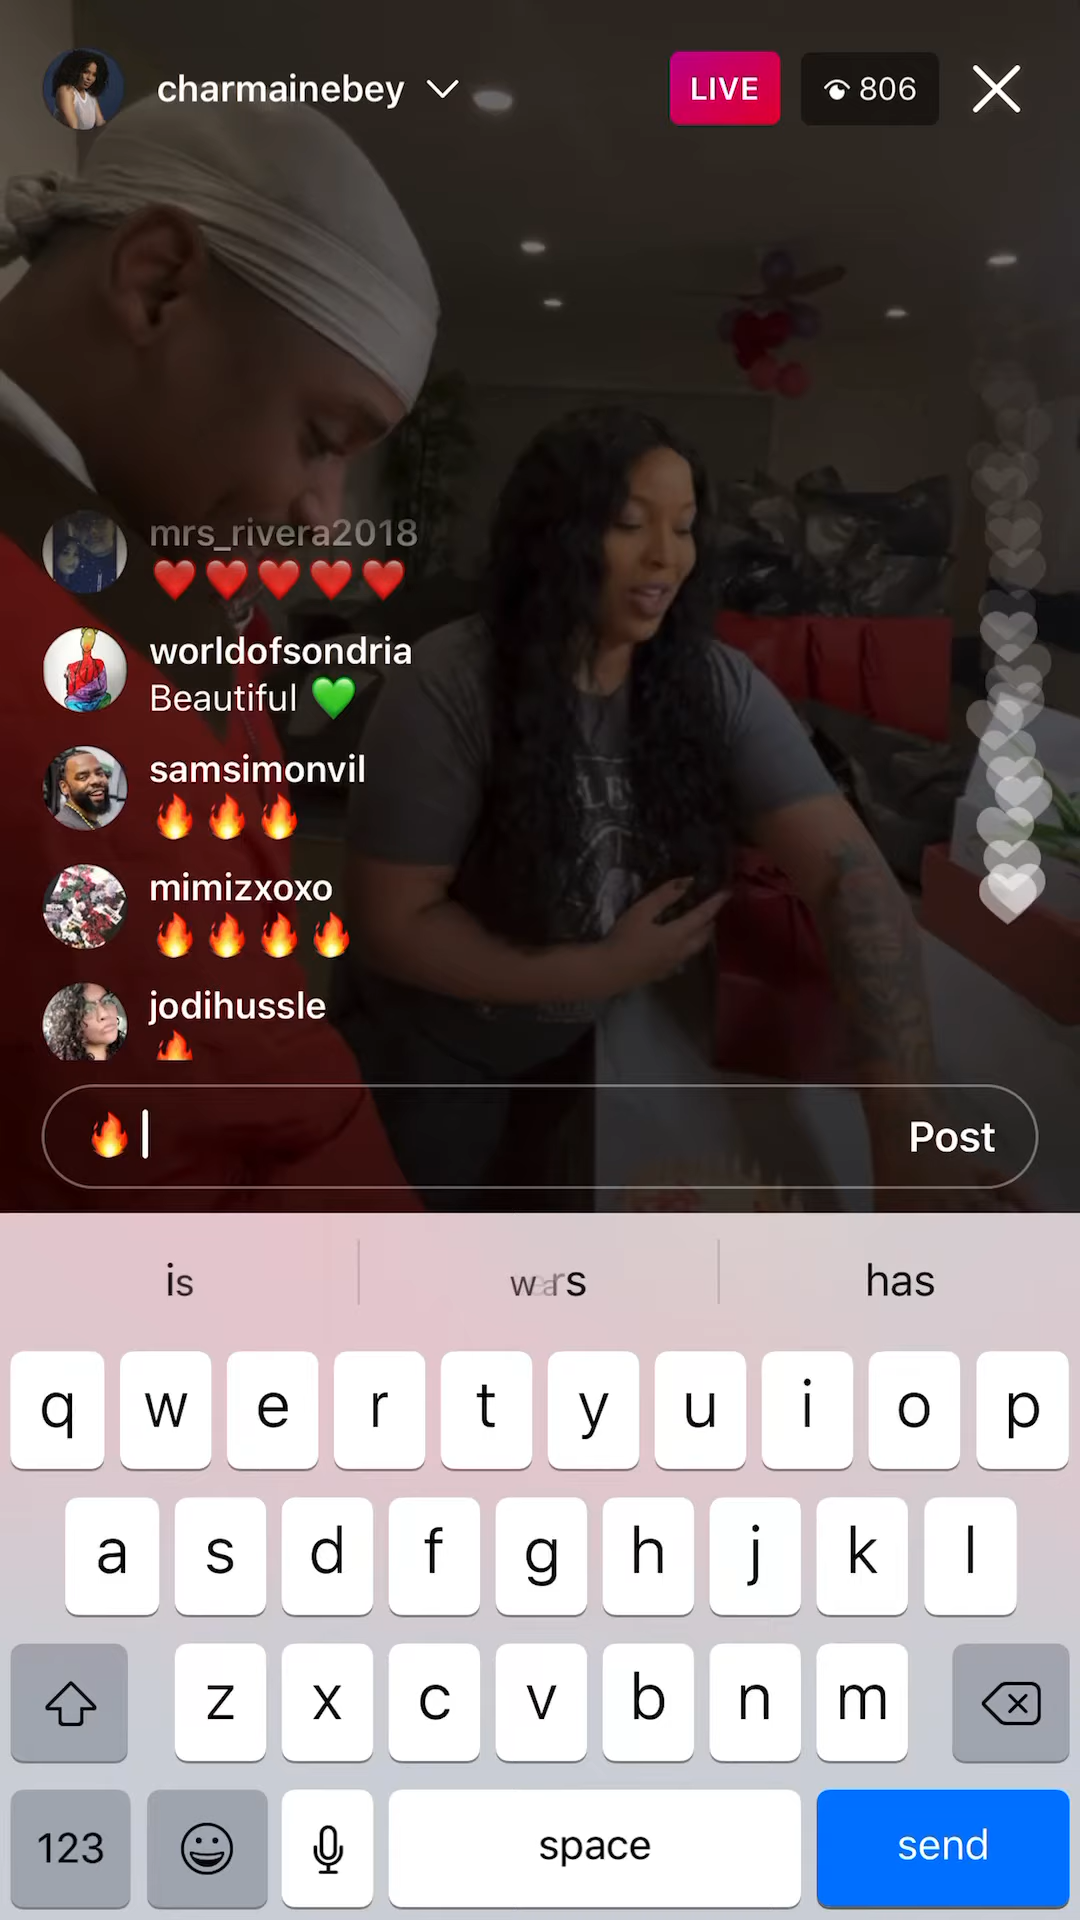 charmainebey
LIVE
806
mrs_rivera2018
❤️❤️❤️❤️❤️
worldofsondria
Beautiful 💚
samsimonvil
🔥🔥🔥
mimizxoxo
🔥🔥🔥🔥
jodihussle
🔥
🔥
Post
is
has
q w e r t y u i o p
a s d f g h j k l
z x c v b n m
123
space
send